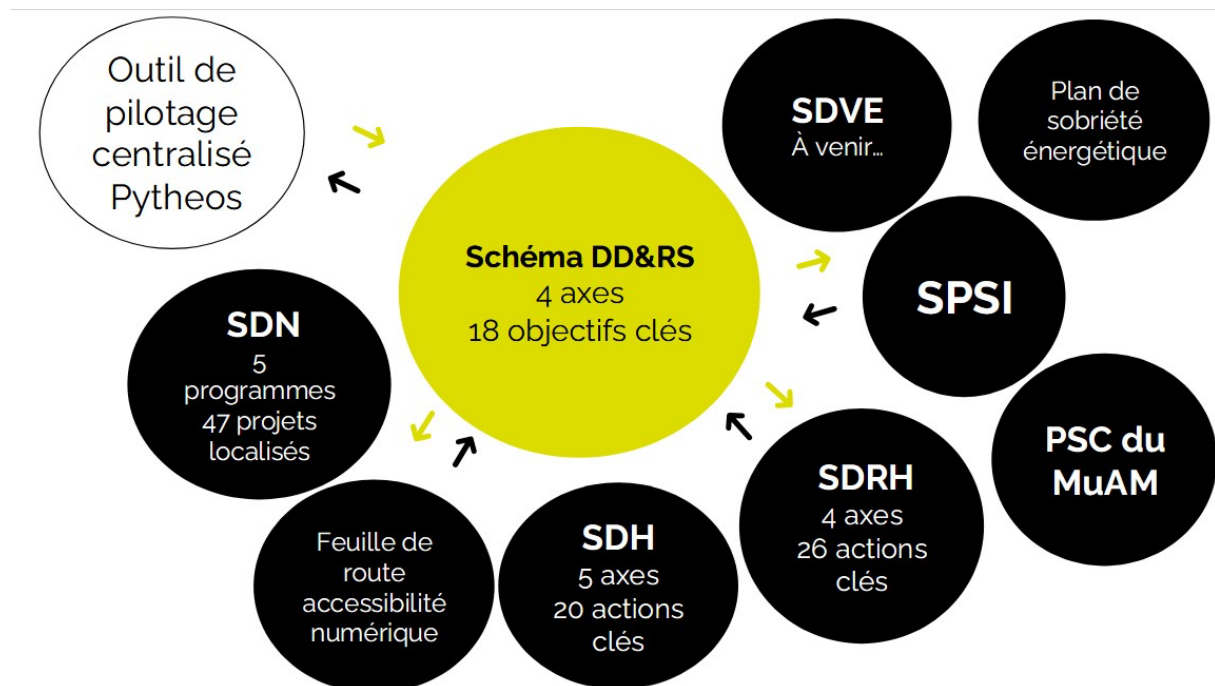 Outil de
pilotage
centralisé
Pytheos
SDVE
À venir…
Plan de
sobriété
énergétique
Schéma DD&RS
4 axes
18 objectifs clés
SPSI
SDN
5
programmes
47 projets
localisés
PSC du
MuAM
SDRH
4 axes
26 actions
clés
SDH
5 axes
20 actions
clés
Feuille de
route
accessibilité
numérique